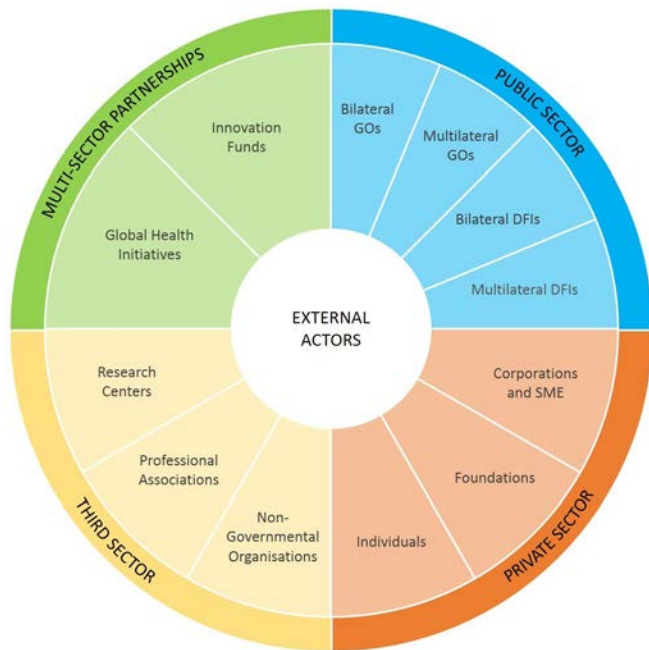 MULTI-SECTOR PARTNERSHIPS
Innovation
Funds
Global Health
Initiatives
PUBLIC SECTOR
Bilateral
GOs
Multilateral
GOs
Bilateral DFIs
Multilateral DFIs
EXTERNAL
ACTORS
Corporations
and SME
Foundations
Individuals
PRIVATE SECTOR
Research
Centers
Professional
Associations
Non-
Governmental
Organisations
THIRD SECTOR